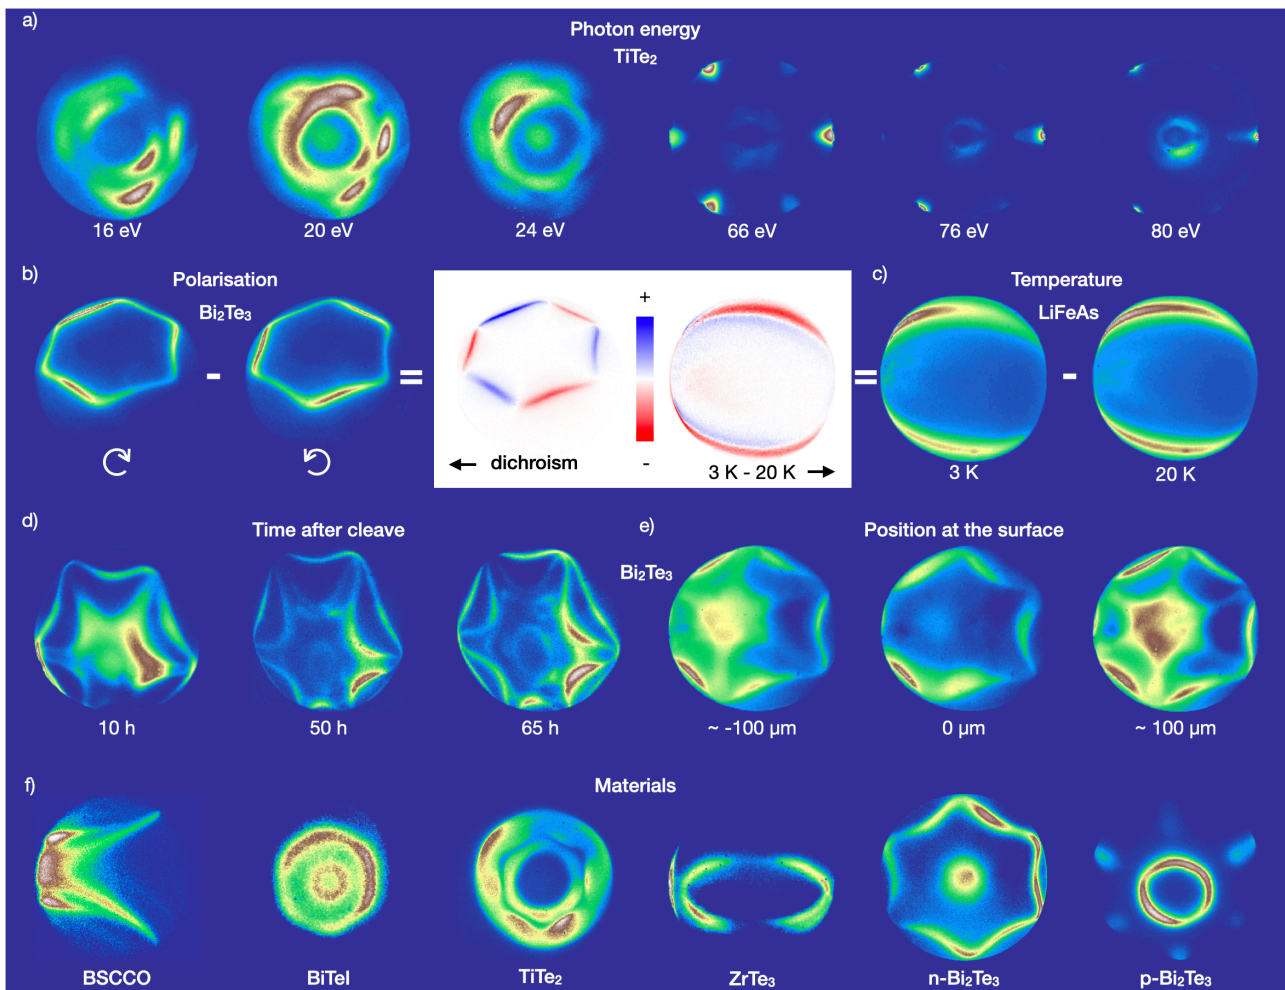 a)
Photon energy
TiTe₂
16 eV 20 eV 24 eV 66 eV 76 eV 80 eV
b) Polarisation
Bi₂Te₃
- =
+
-
← dichroism
3 K - 20 K →
c) Temperature
LiFeAs
= -
3 K 20 K
d) Time after cleave
10 h 50 h 65 h
e) Position at the surface
Bi₂Te₃
~ -100 µm 0 µm ~ 100 µm
f) Materials
BSCCO BiTeI TiTe₂ ZrTe₃ n-Bi₂Te₃ p-Bi₂Te₃